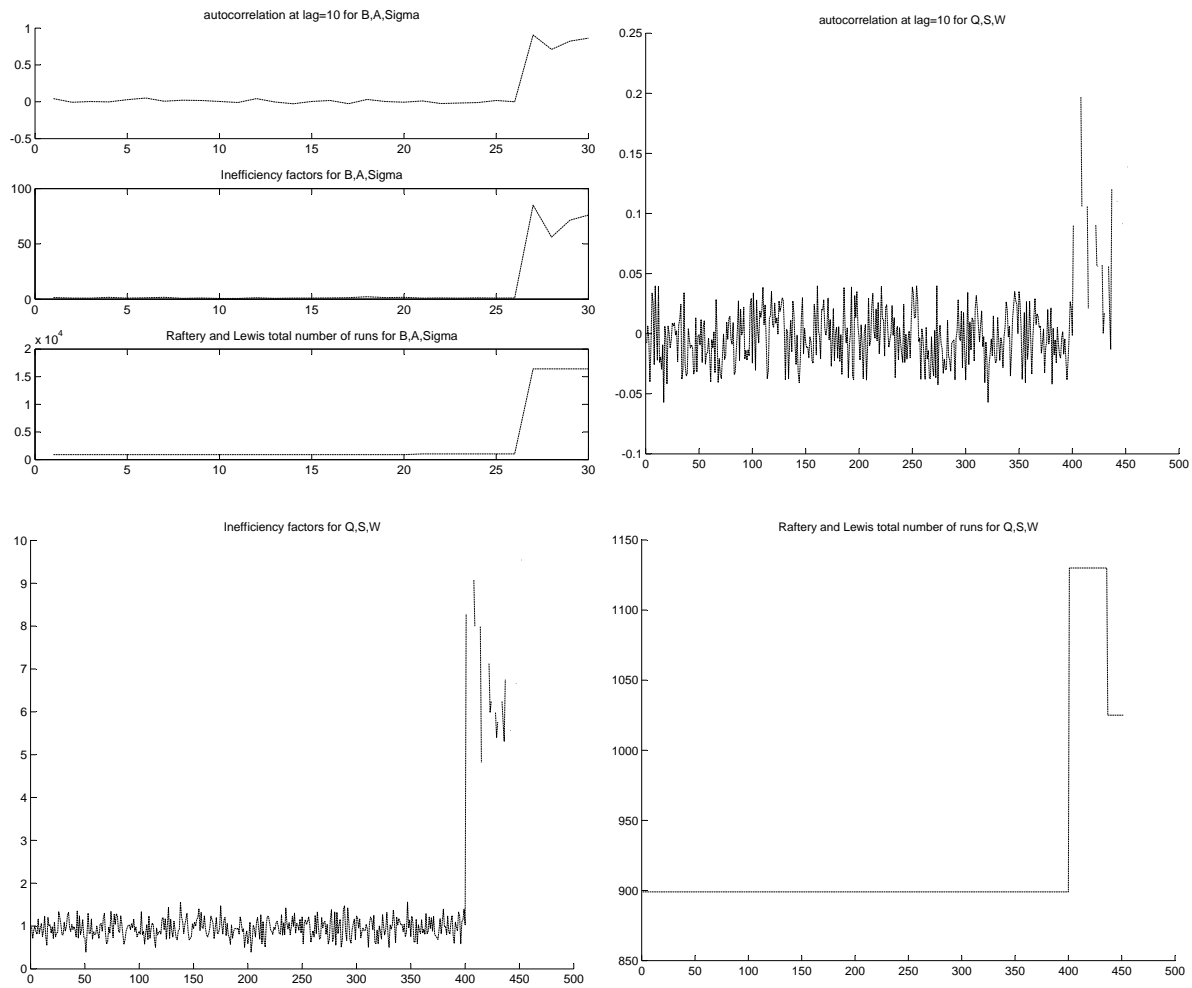 autocorrelation at lag=10 for B,A,Sigma
1
0.5
0
-0.5
0 5 10 15 20 25 30
Inefficiency factors for B,A,Sigma
100
50
0
0 5 10 15 20 25 30
Raftery and Lewis total number of runs for B,A,Sigma
x 10^4
2
1.5
1
0.5
0
0 5 10 15 20 25 30
autocorrelation at lag=10 for Q,S,W
0.25
0.2
0.15
0.1
0.05
0
-0.05
-0.1
0 50 100 150 200 250 300 350 400 450 500
Inefficiency factors for Q,S,W
10
9
8
7
6
5
4
3
2
1
0
0 50 100 150 200 250 300 350 400 450 500
Raftery and Lewis total number of runs for Q,S,W
1150
1100
1050
1000
950
900
850
0 50 100 150 200 250 300 350 400 450 500